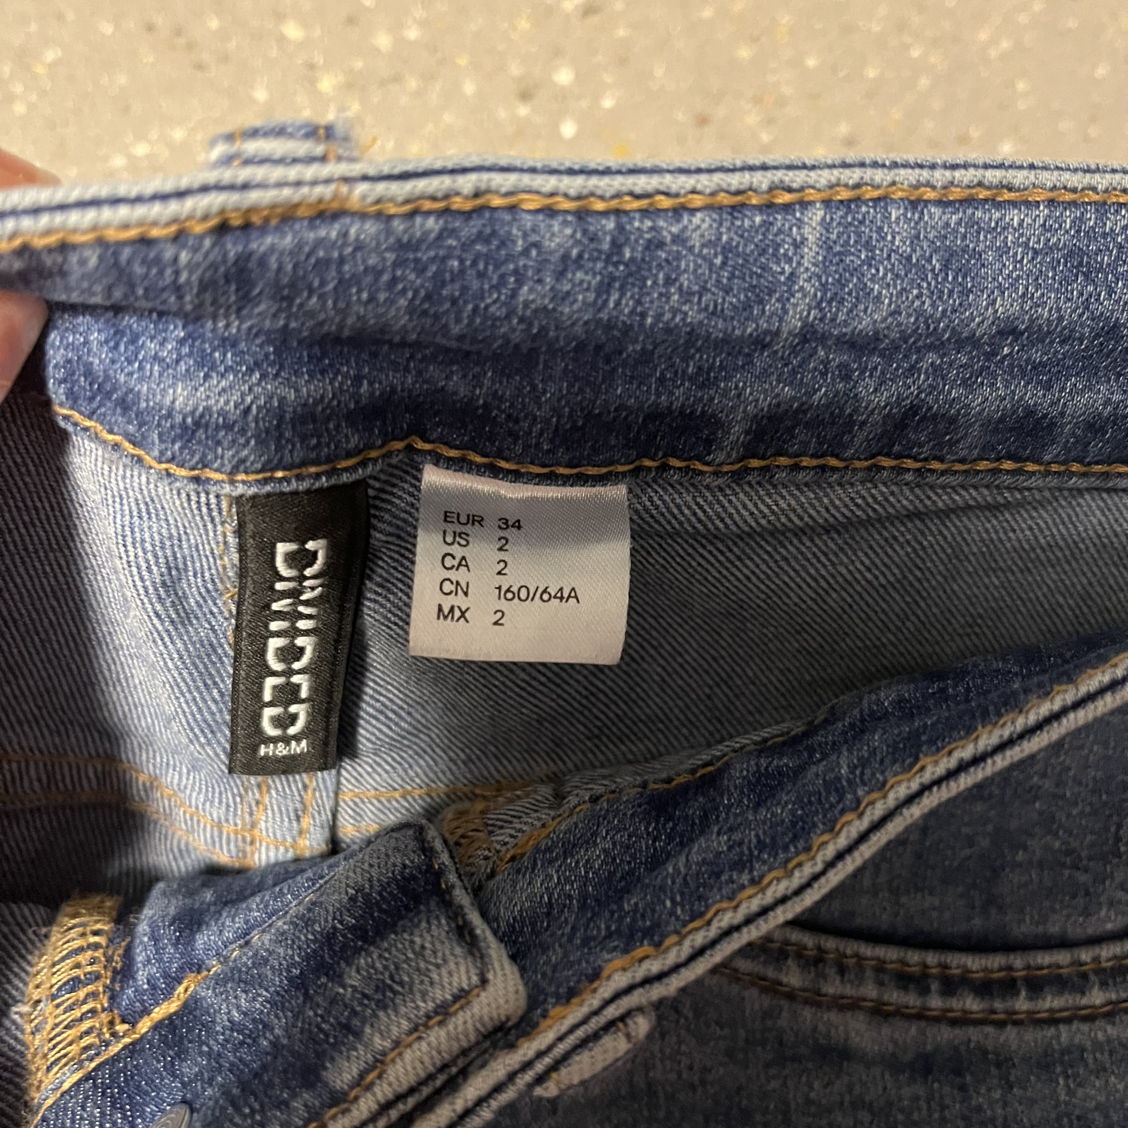 DIVIDED
H&M
EUR 34
US 2
CA 2
CN 160/64A
MX 2